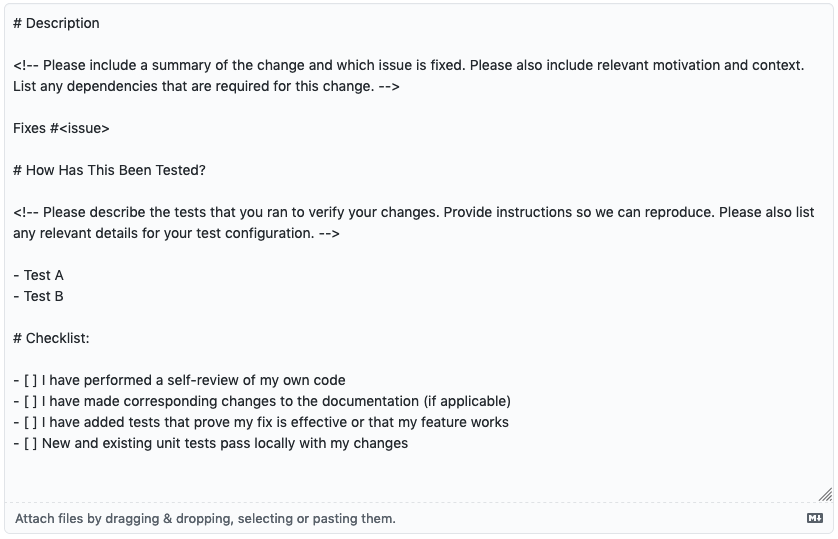 # Description
<!-- Please include a summary of the change and which issue is fixed. Please also include relevant motivation and context.
List any dependencies that are required for this change. -->
Fixes #<issue>
# How Has This Been Tested?
<!-- Please describe the tests that you ran to verify your changes. Provide instructions so we can reproduce. Please also list
any relevant details for your test configuration. -->
- Test A
- Test B
# Checklist:
- [ ] I have performed a self-review of my own code
- [ ] I have made corresponding changes to the documentation (if applicable)
- [ ] I have added tests that prove my fix is effective or that my feature works
- [ ] New and existing unit tests pass locally with my changes
Attach files by dragging & dropping, selecting or pasting them.